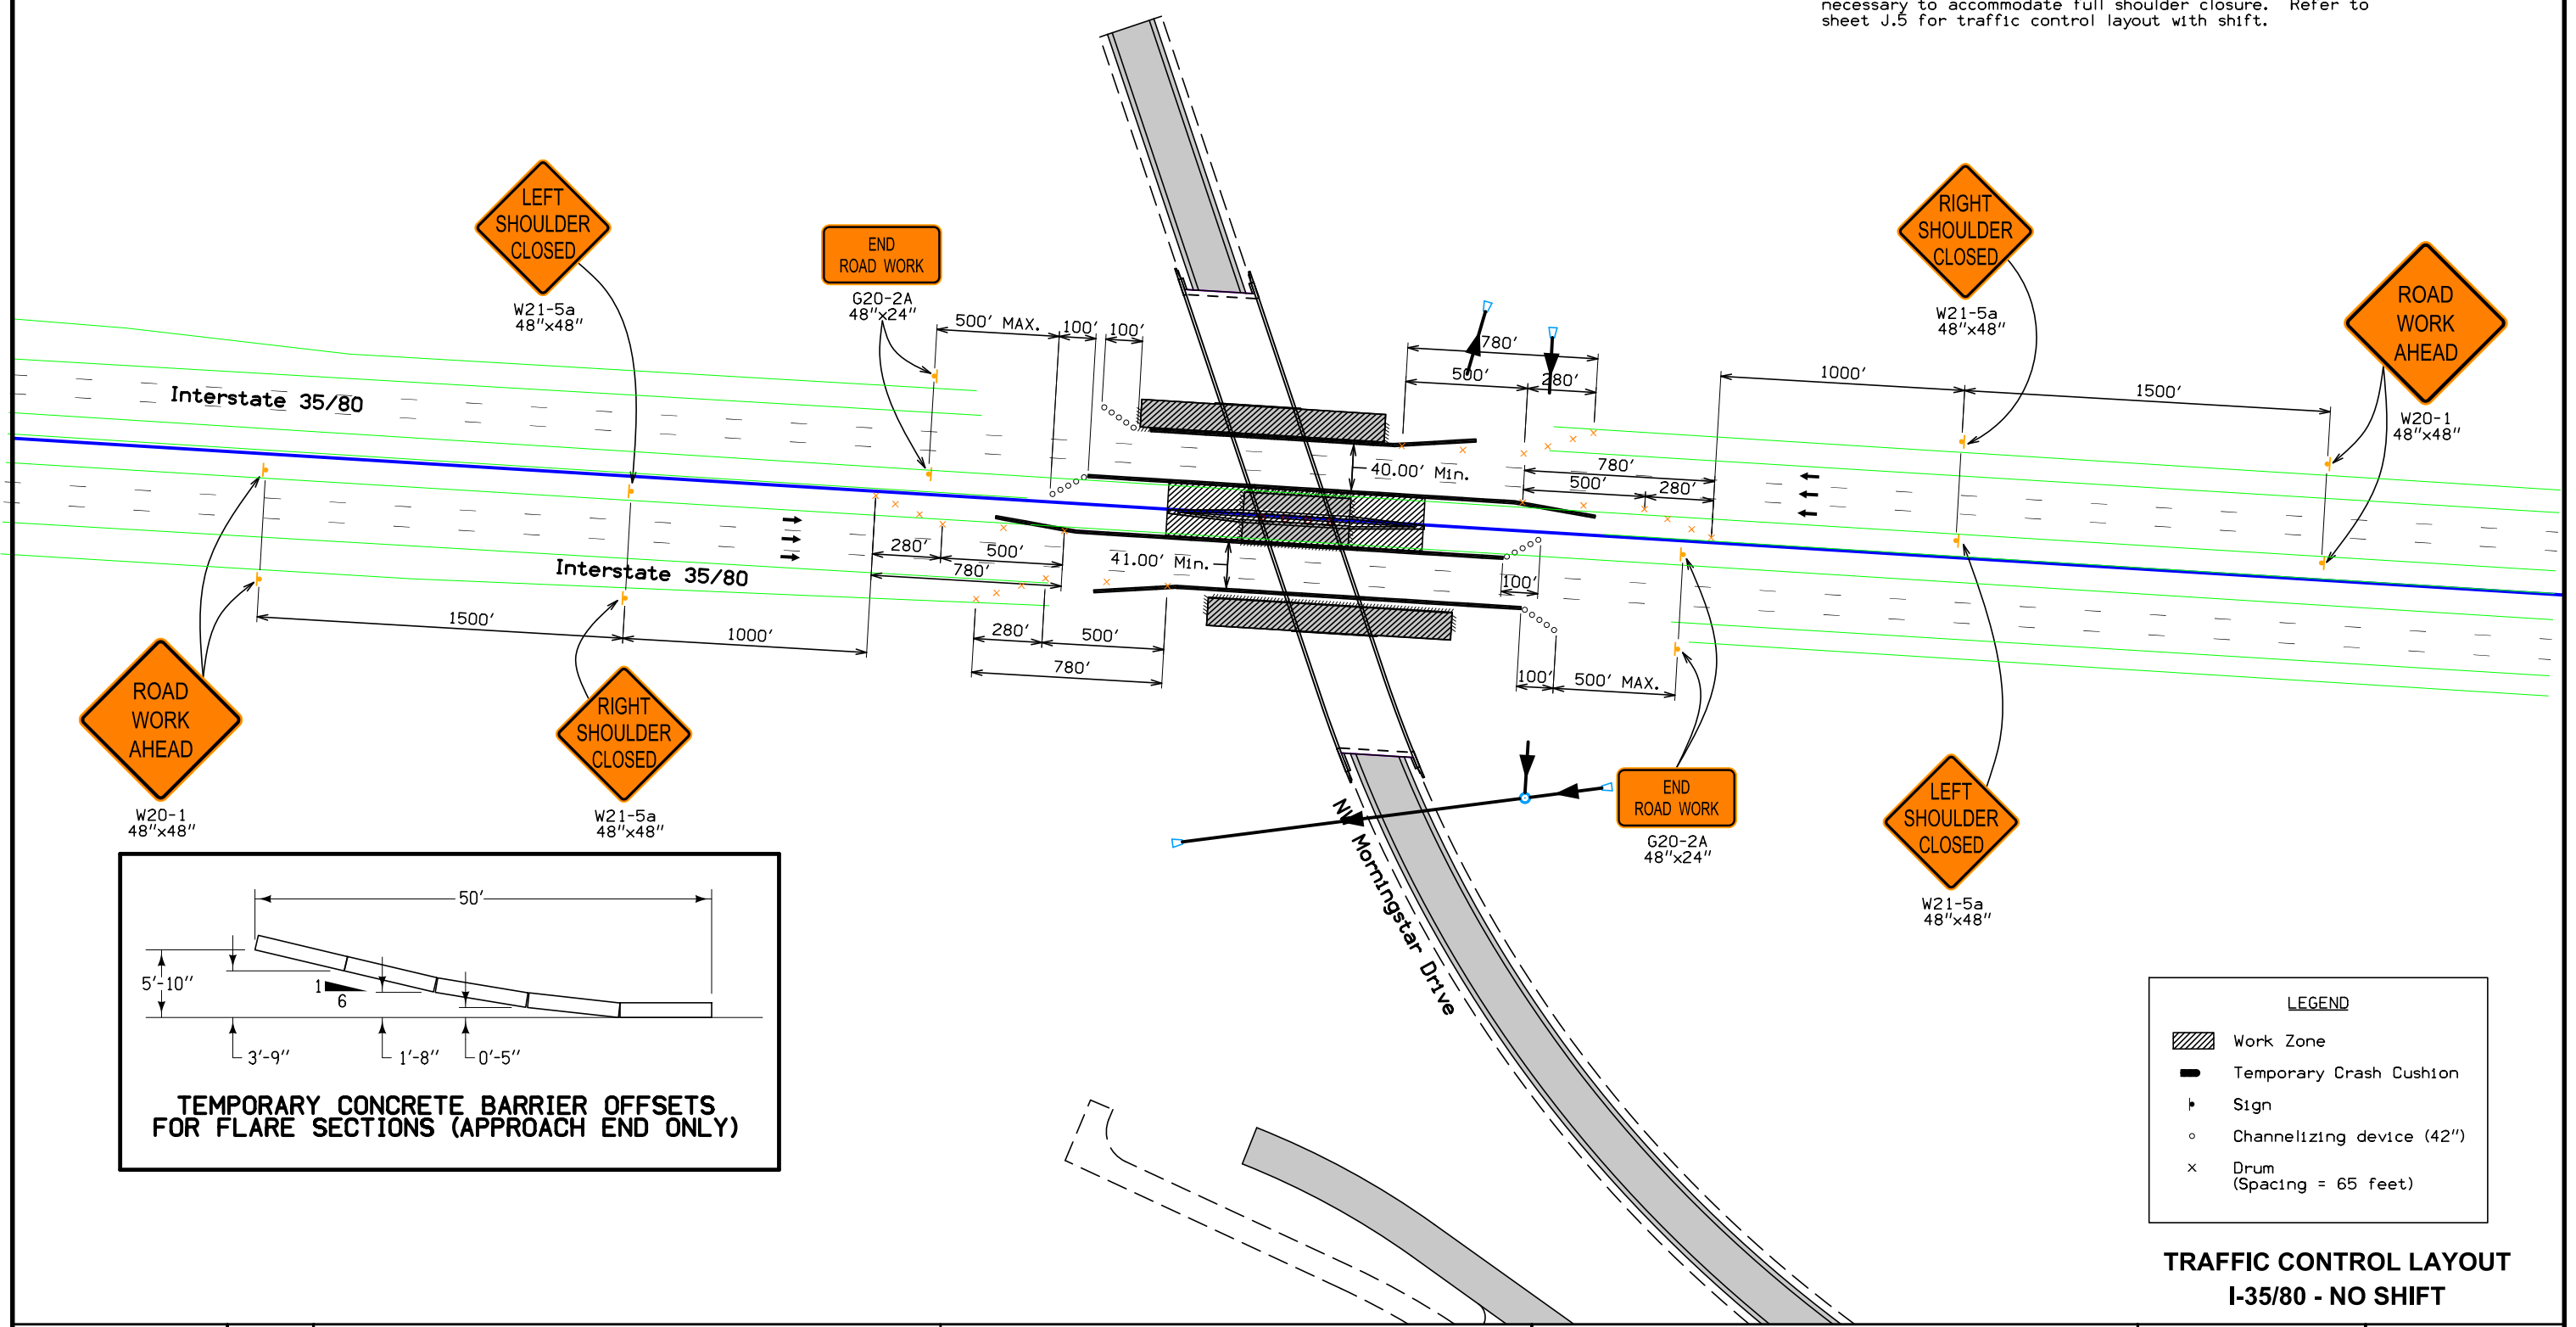 necessary to accommodate full shoulder closure. Refer to
sheet J.5 for traffic control layout with shift.
LEFT
SHOULDER
CLOSED
W21-5a
48"x48"
END
ROAD WORK
G20-2A
48"x24"
RIGHT
SHOULDER
CLOSED
W21-5a
48"x48"
ROAD
WORK
AHEAD
W20-1
48"x48"
500' MAX.
100'
100'
780'
500'
280'
1000'
1500'
Interstate 35/80
40.00' Min.
780'
500'
280'
280'
500'
780'
41.00' Min.
100'
Interstate 35/80
1500'
1000'
280'
500'
780'
100'
500' MAX.
ROAD
WORK
AHEAD
W20-1
48"x48"
RIGHT
SHOULDER
CLOSED
W21-5a
48"x48"
END
ROAD WORK
G20-2A
48"x24"
LEFT
SHOULDER
CLOSED
W21-5a
48"x48"
NW Morningstar Drive
50'
5'-10"
1
6
3'-9"
1'-8"
0'-5"
TEMPORARY CONCRETE BARRIER OFFSETS
FOR FLARE SECTIONS (APPROACH END ONLY)
LEGEND
Work Zone
Temporary Crash Cushion
Sign
Channelizing device (42")
Drum
(Spacing = 65 feet)
TRAFFIC CONTROL LAYOUT
I-35/80 - NO SHIFT